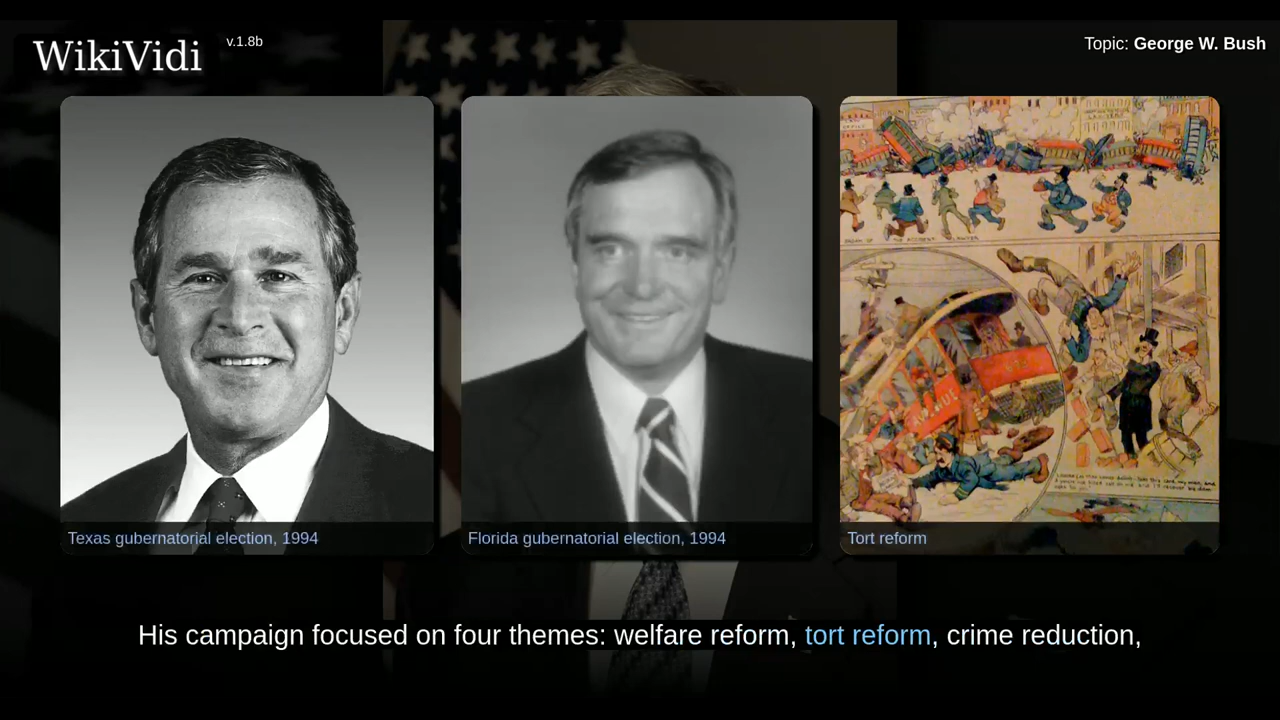 WikiVidi
v.1.8b
Topic: George W. Bush
Texas gubernatorial election, 1994
Florida gubernatorial election, 1994
Tort reform
His campaign focused on four themes: welfare reform, tort reform, crime reduction,